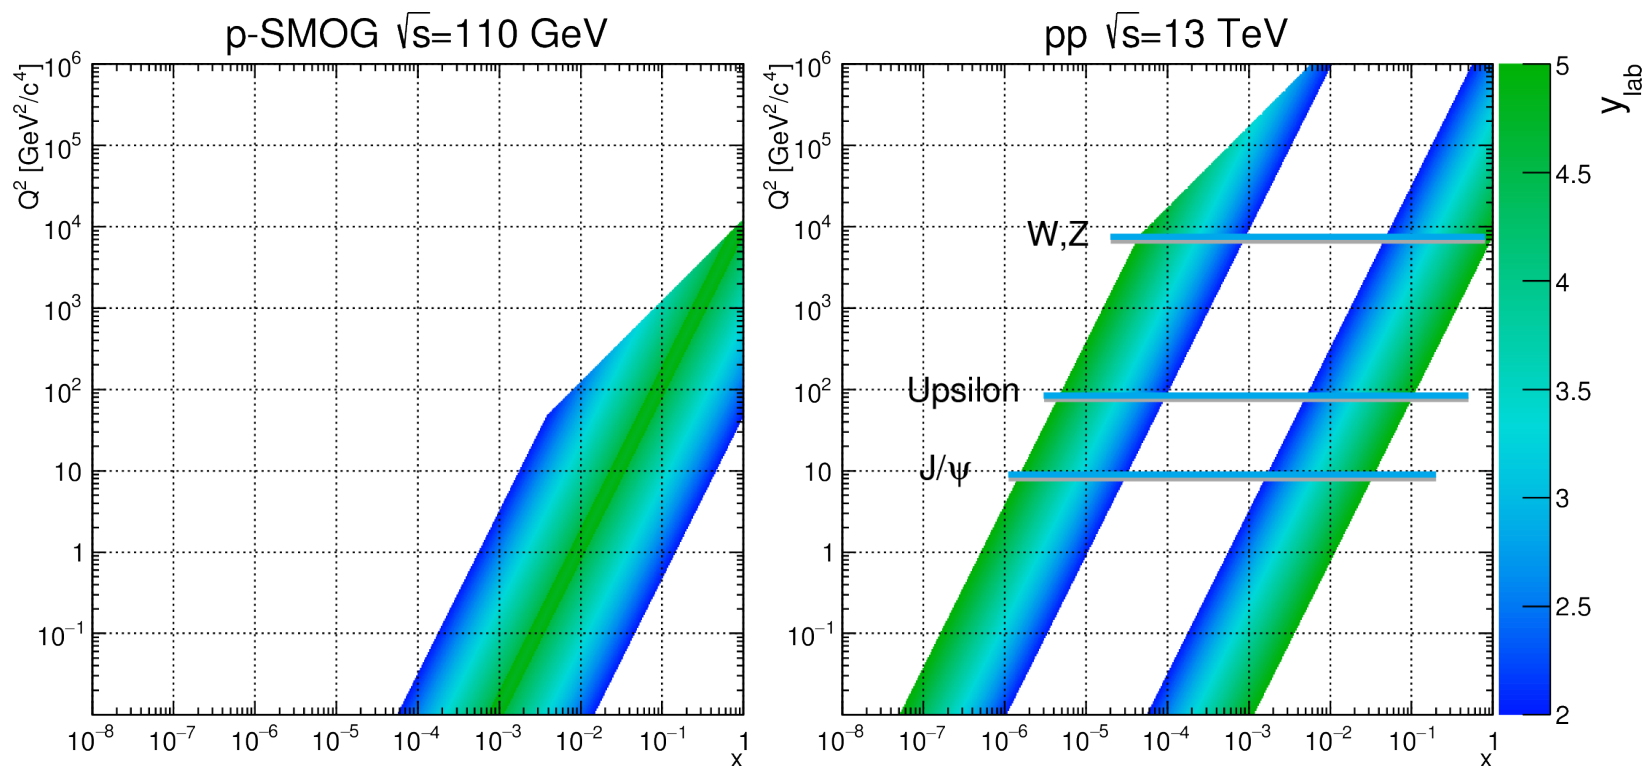 p-SMOG √s=110 GeV
Q² [GeV²/c⁴]
10⁶
10⁵
10⁴
10³
10²
10
1
10⁻¹
10⁻⁸ 10⁻⁷ 10⁻⁶ 10⁻⁵ 10⁻⁴ 10⁻³ 10⁻² 10⁻¹ 1
x
pp √s=13 TeV
Q² [GeV²/c⁴]
10⁶
10⁵
10⁴
10³
10²
10
1
10⁻¹
W,Z
Upsilon
J/ψ
10⁻⁸ 10⁻⁷ 10⁻⁶ 10⁻⁵ 10⁻⁴ 10⁻³ 10⁻² 10⁻¹ 1
x
y_lab
5
4.5
4
3.5
3
2.5
2